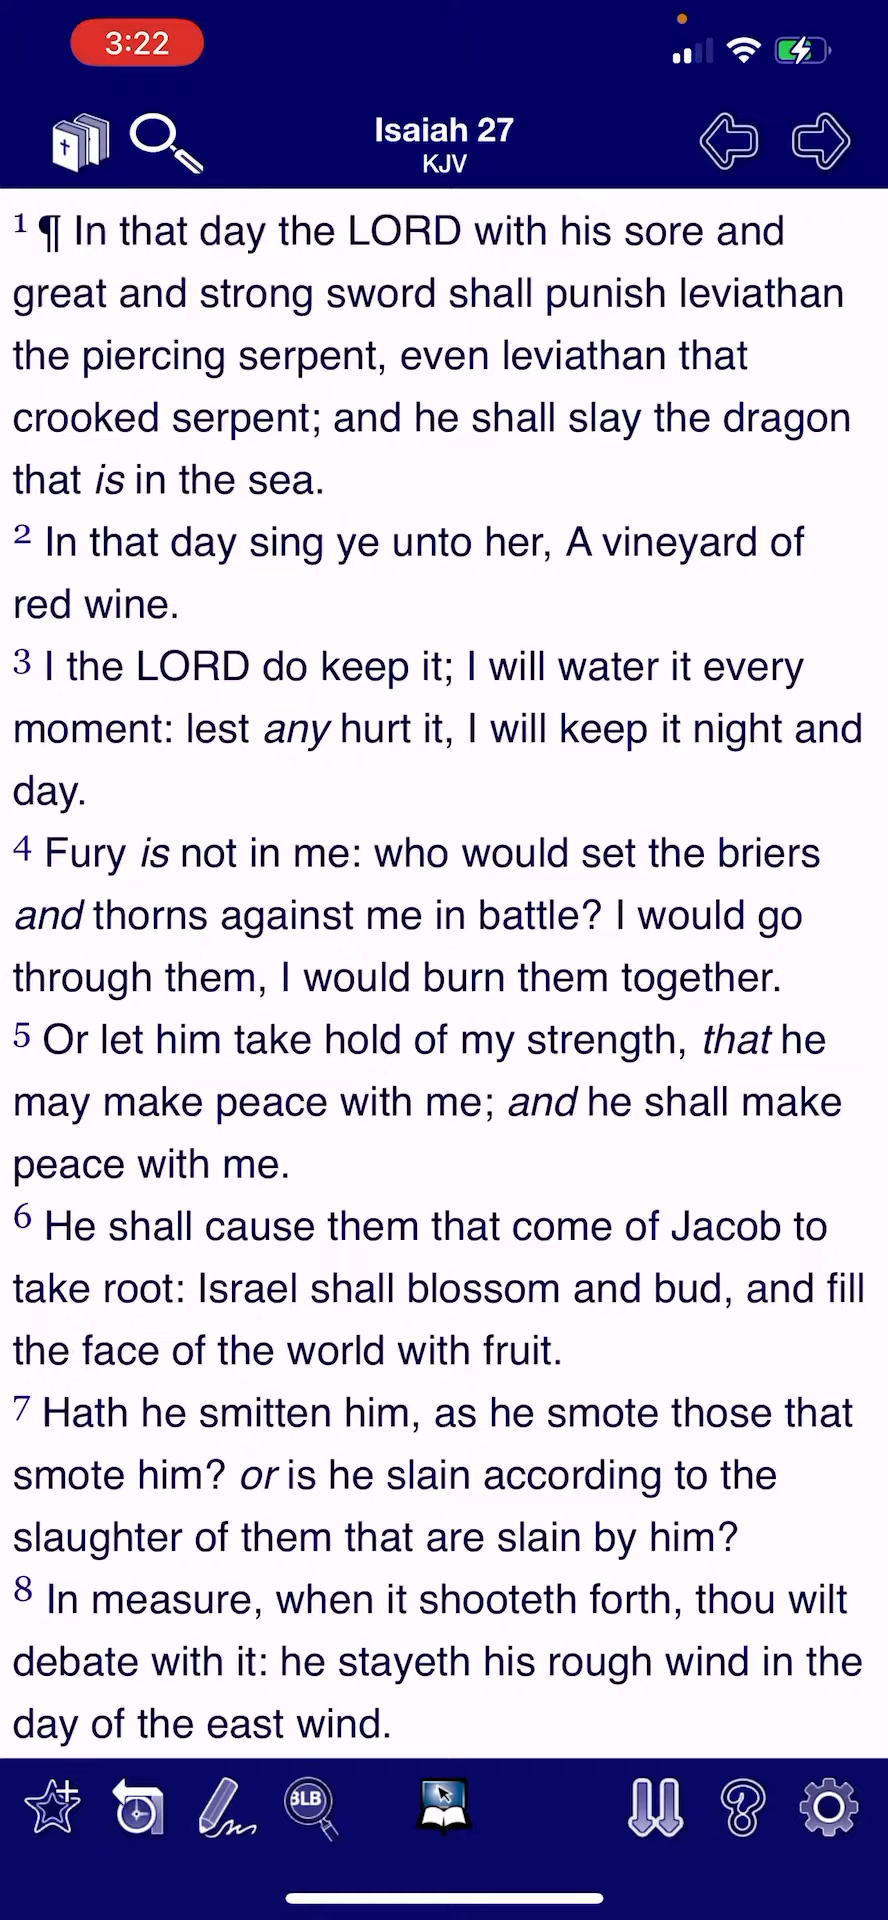 3:22
Isaiah 27
KJV
1 ¶ In that day the LORD with his sore and
great and strong sword shall punish leviathan
the piercing serpent, even leviathan that
crooked serpent; and he shall slay the dragon
that is in the sea.
2 In that day sing ye unto her, A vineyard of
red wine.
3 I the LORD do keep it; I will water it every
moment: lest any hurt it, I will keep it night and
day.
4 Fury is not in me: who would set the briers
and thorns against me in battle? I would go
through them, I would burn them together.
5 Or let him take hold of my strength, that he
may make peace with me; and he shall make
peace with me.
6 He shall cause them that come of Jacob to
take root: Israel shall blossom and bud, and fill
the face of the world with fruit.
7 Hath he smitten him, as he smote those that
smote him? or is he slain according to the
slaughter of them that are slain by him?
8 In measure, when it shooteth forth, thou wilt
debate with it: he stayeth his rough wind in the
day of the east wind.
BLB